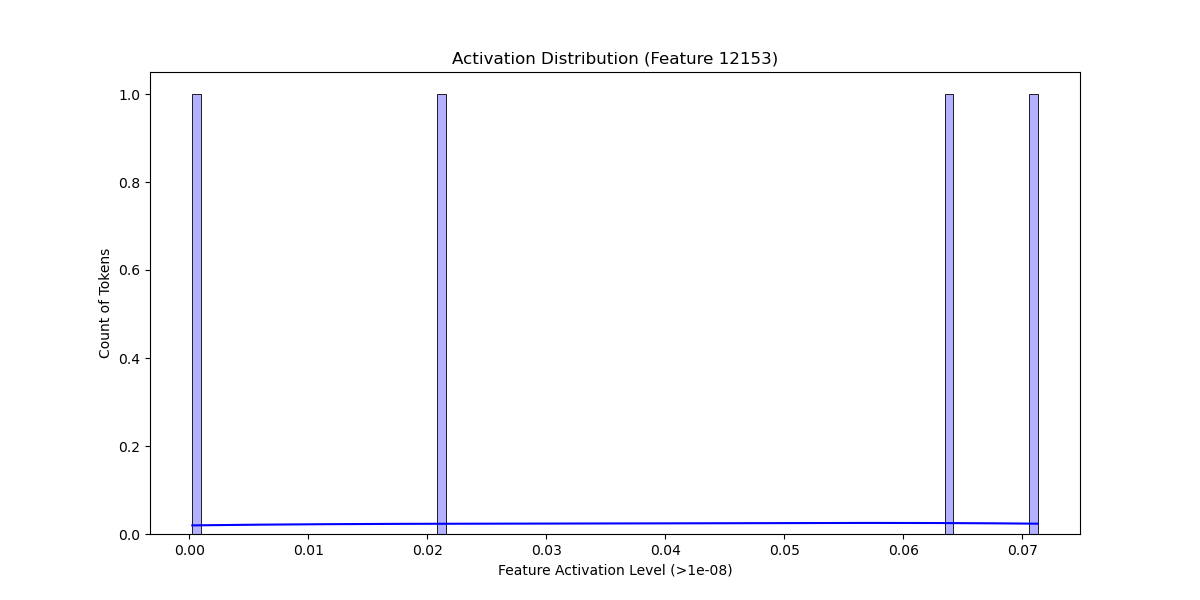 Activation Distribution (Feature 12153)
1.0
0.8
0.6
0.4
0.2
0.0
Count of Tokens
0.00 0.01 0.02 0.03 0.04 0.05 0.06 0.07
Feature Activation Level (>1e-08)